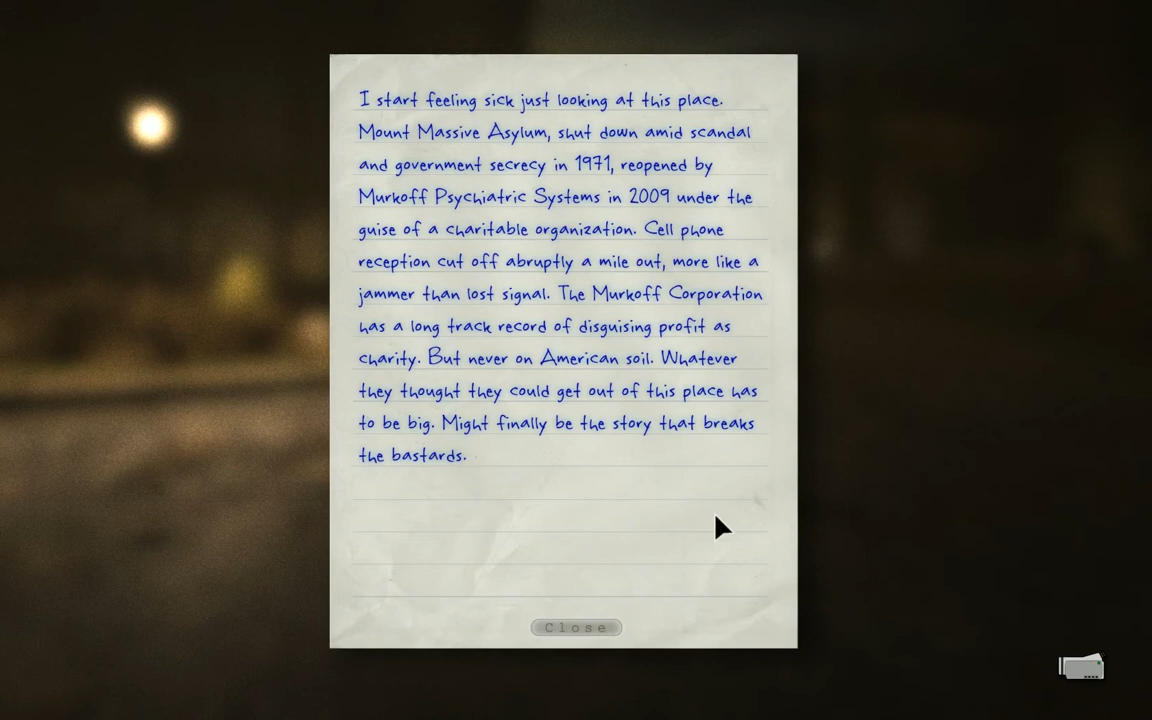 I start feeling sick just looking at this place.
Mount Massive Asylum, shut down amid scandal
and government secrecy in 1971, reopened by
Murkoff Psychiatric Systems in 2009 under the
guise of a charitable organization. Cell phone
reception cut off abruptly a mile out, more like a
jammer than lost signal. The Murkoff Corporation
has a long track record of disguising profit as
charity. But never on American soil. Whatever
they thought they could get out of this place has
to be big. Might finally be the story that breaks
the bastards.
Close